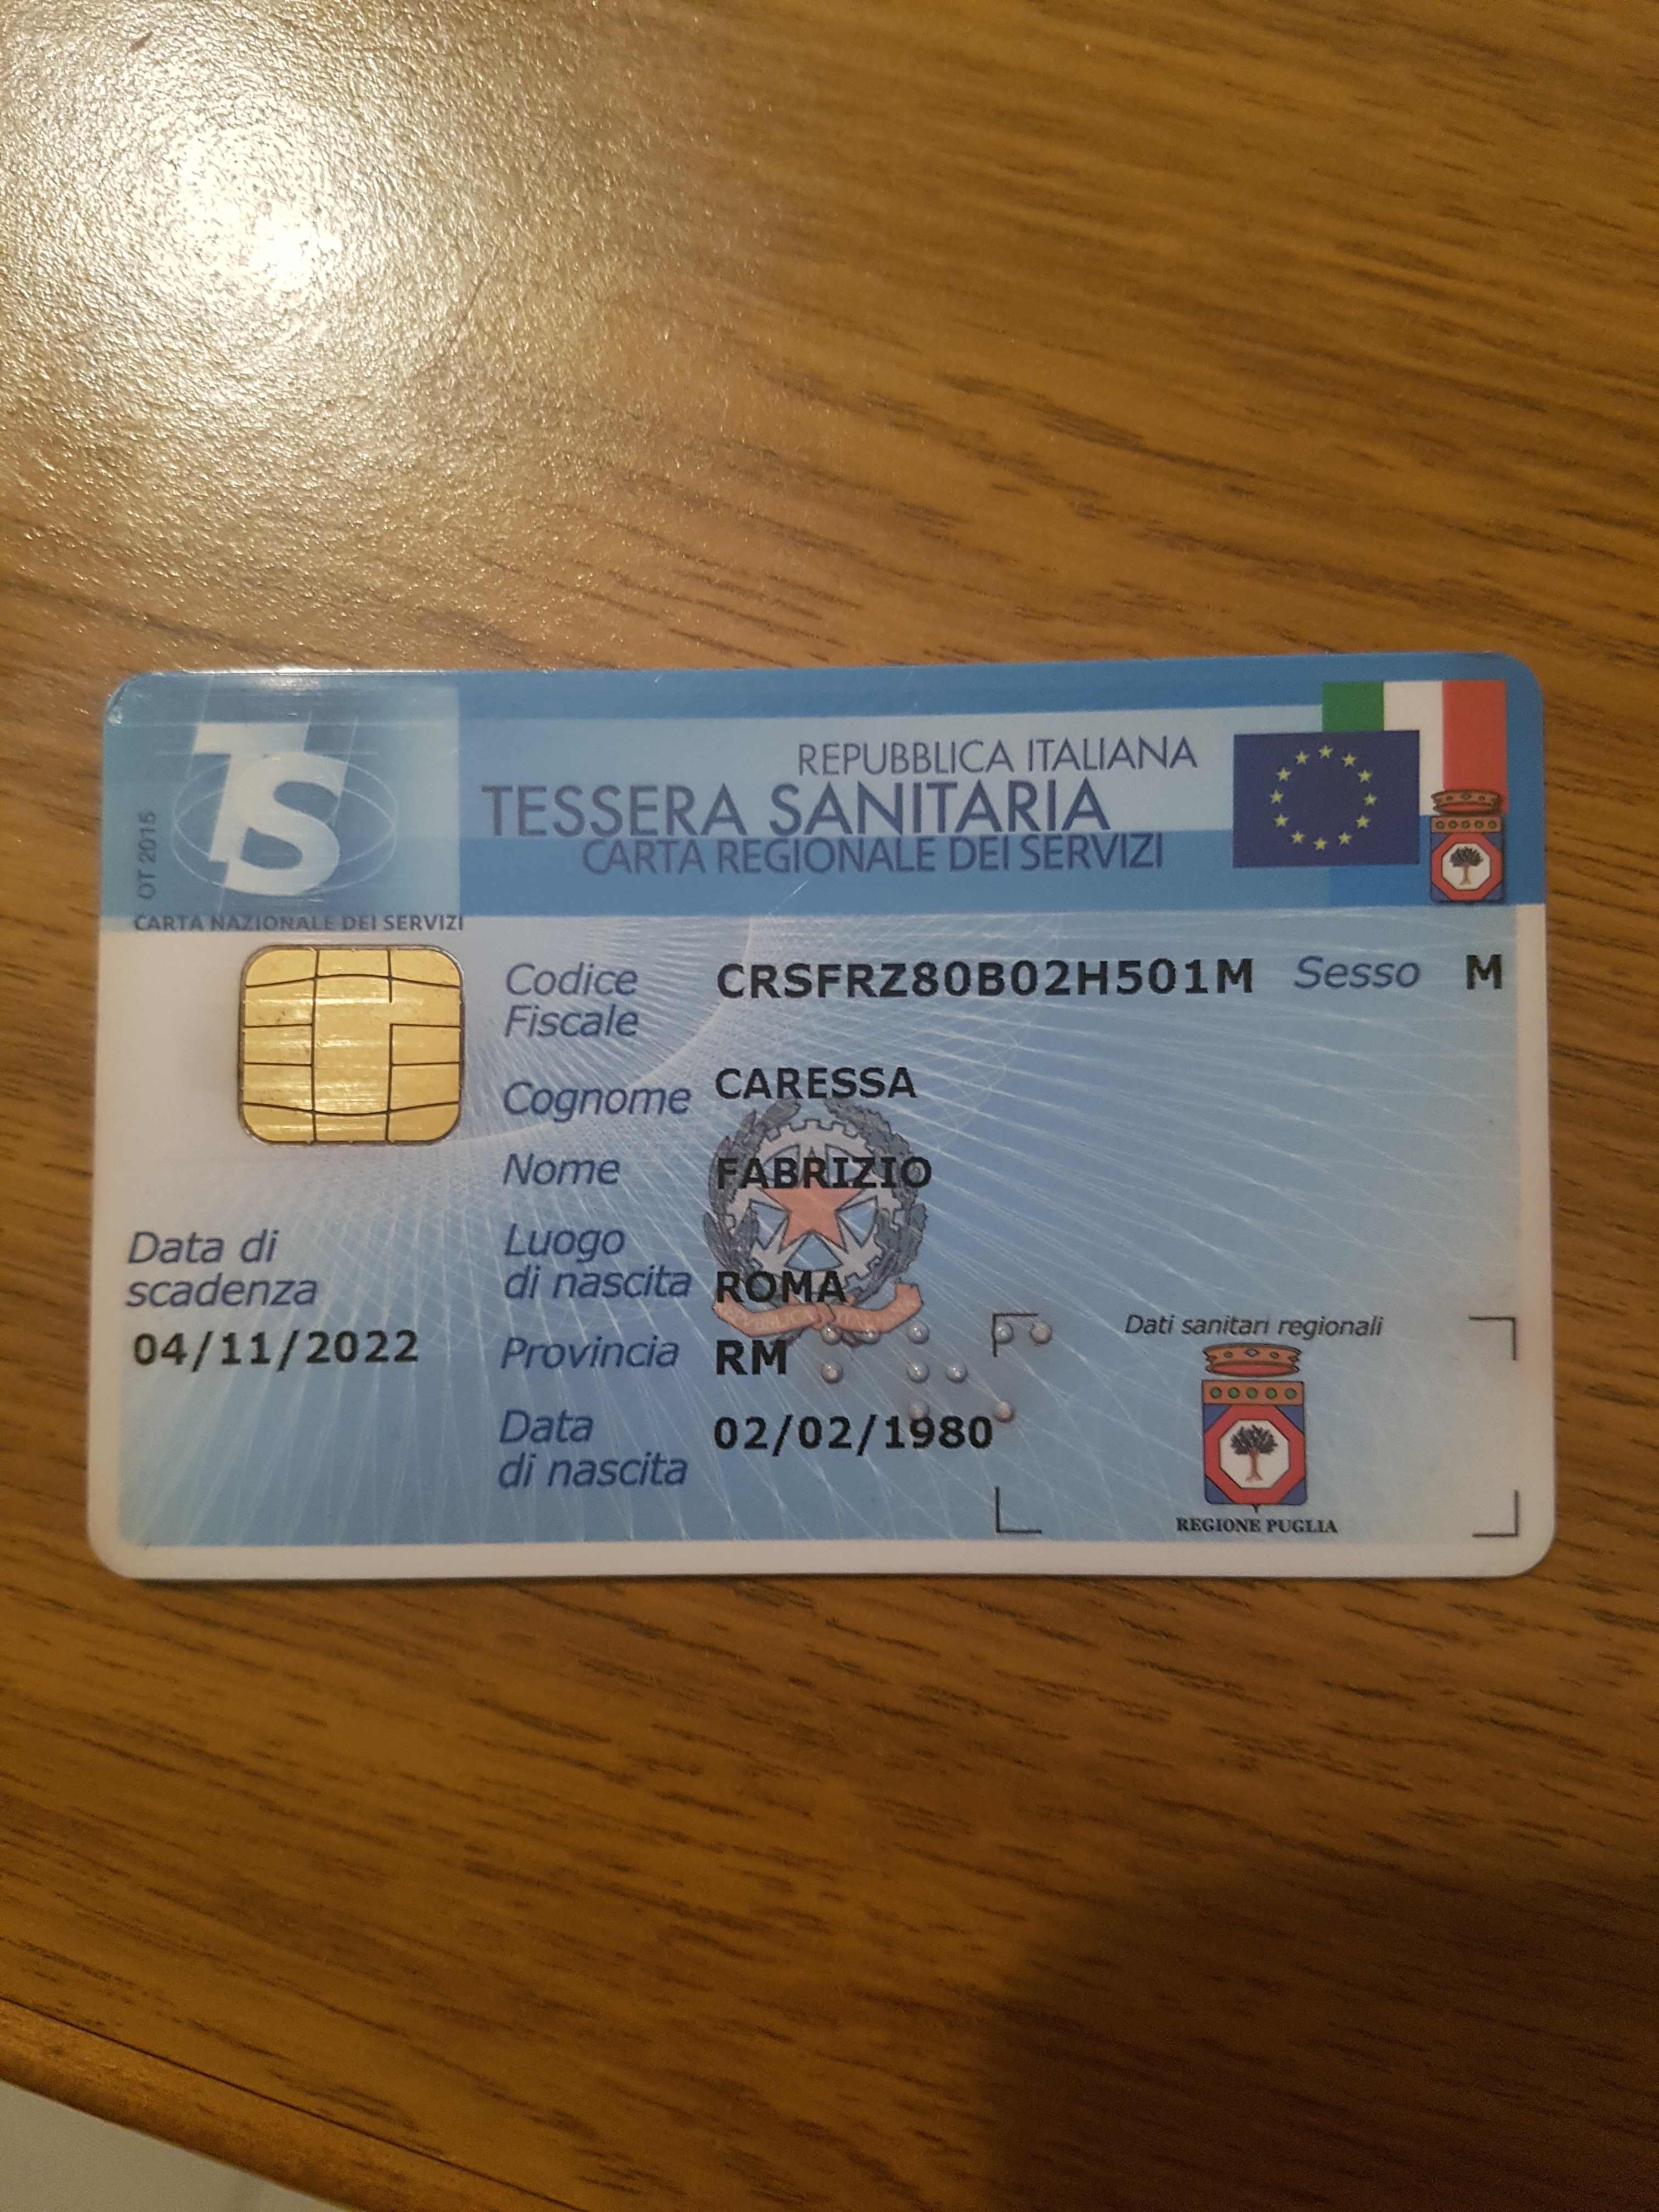 TS
OT 2015
CARTA NAZIONALE DEI SERVIZI
REPUBBLICA ITALIANA
TESSERA SANITARIA
CARTA REGIONALE DEI SERVIZI
Codice Fiscale CRSFRZ80B02H501M Sesso M
Cognome CARESSA
Nome FABRIZIO
Luogo
di nascita ROMA
Provincia RM
Data
di nascita 02/02/1980
Data di
scadenza
04/11/2022
Dati sanitari regionali
REGIONE PUGLIA